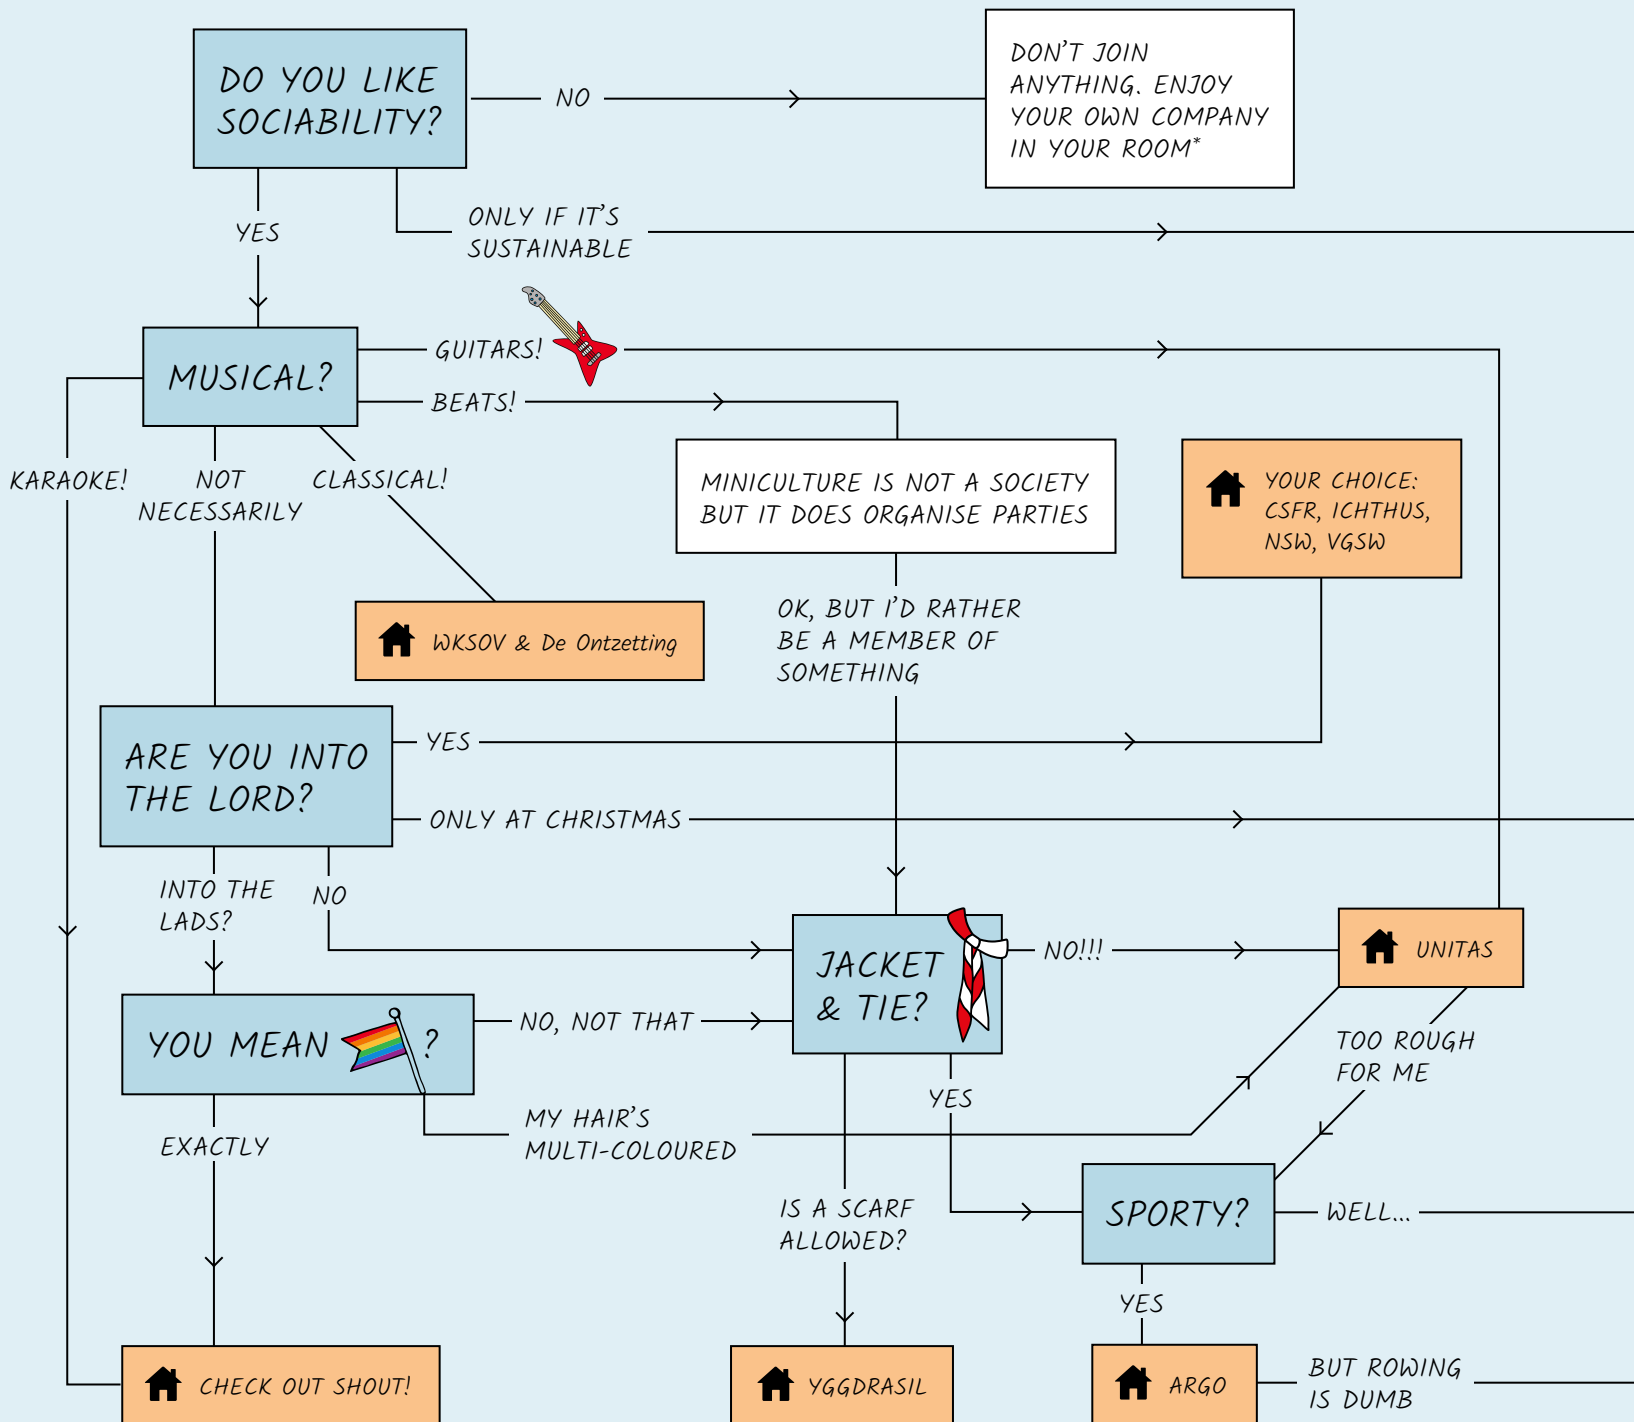 DO YOU LIKE
SOCIABILITY?
NO
DON'T JOIN
ANYTHING. ENJOY
YOUR OWN COMPANY
IN YOUR ROOM*
YES
ONLY IF IT'S
SUSTAINABLE
MUSICAL?
GUITARS!
BEATS!
KARAOKE!
NOT
NECESSARILY
CLASSICAL!
MINICULTURE IS NOT A SOCIETY
BUT IT DOES ORGANISE PARTIES
YOUR CHOICE:
CSFR, ICHTHUS,
NSW, VGSW
WKSOV & De Ontzetting
OK, BUT I'D RATHER
BE A MEMBER OF
SOMETHING
ARE YOU INTO
THE LORD?
YES
ONLY AT CHRISTMAS
INTO THE
LADS?
NO
JACKET
& TIE?
NO!!!
UNITAS
YOU MEAN ?
NO, NOT THAT
TOO ROUGH
FOR ME
EXACTLY
MY HAIR'S
MULTI-COLOURED
YES
IS A SCARF
ALLOWED?
SPORTY?
WELL...
YES
CHECK OUT SHOUT!
YGGDRASIL
ARGO
BUT ROWING
IS DUMB